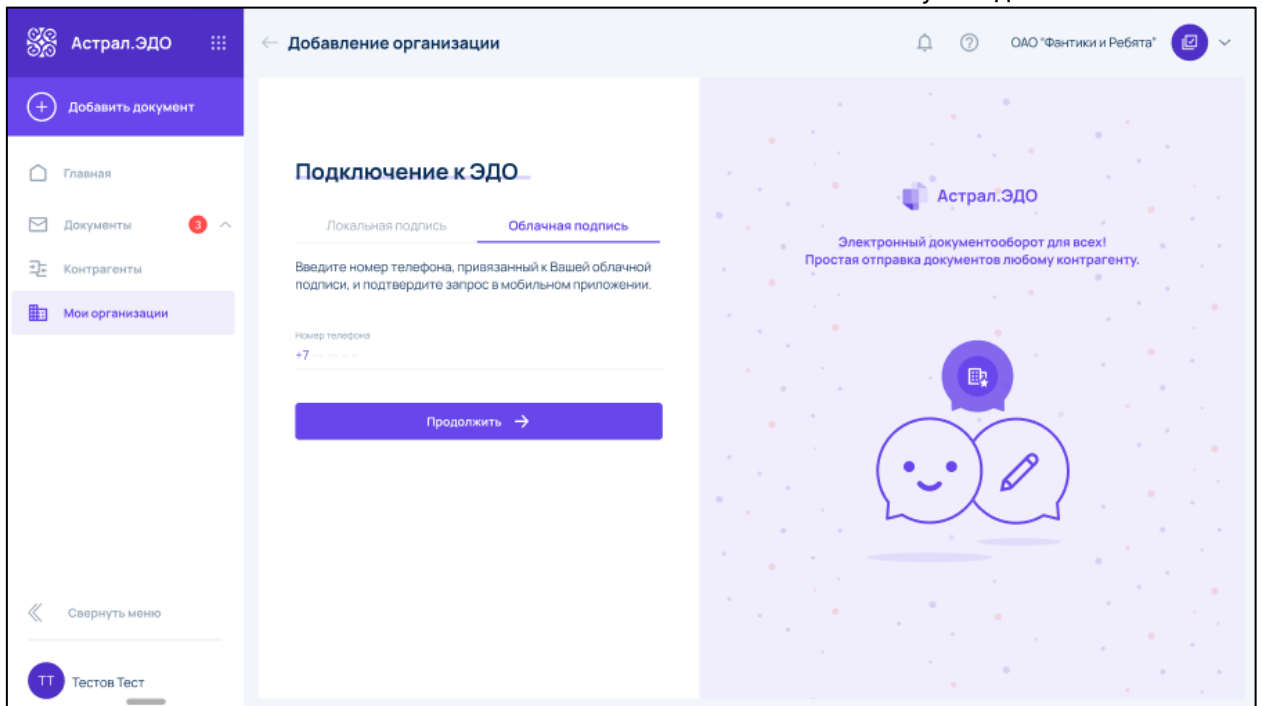 Астрал.ЭДО
Добавление организации
ОАО "Фантики и Ребята"
Добавить документ
Главная
Документы 3
Контрагенты
Мои организации
Свернуть меню
ТТ Тестов Тест
Подключение к ЭДО
Локальная подпись Облачная подпись
Введите номер телефона, привязанный к Вашей облачной
подписи, и подтвердите запрос в мобильном приложении.
Номер телефона
+7
Продолжить →
Астрал.ЭДО
Электронный документооборот для всех!
Простая отправка документов любому контрагенту.